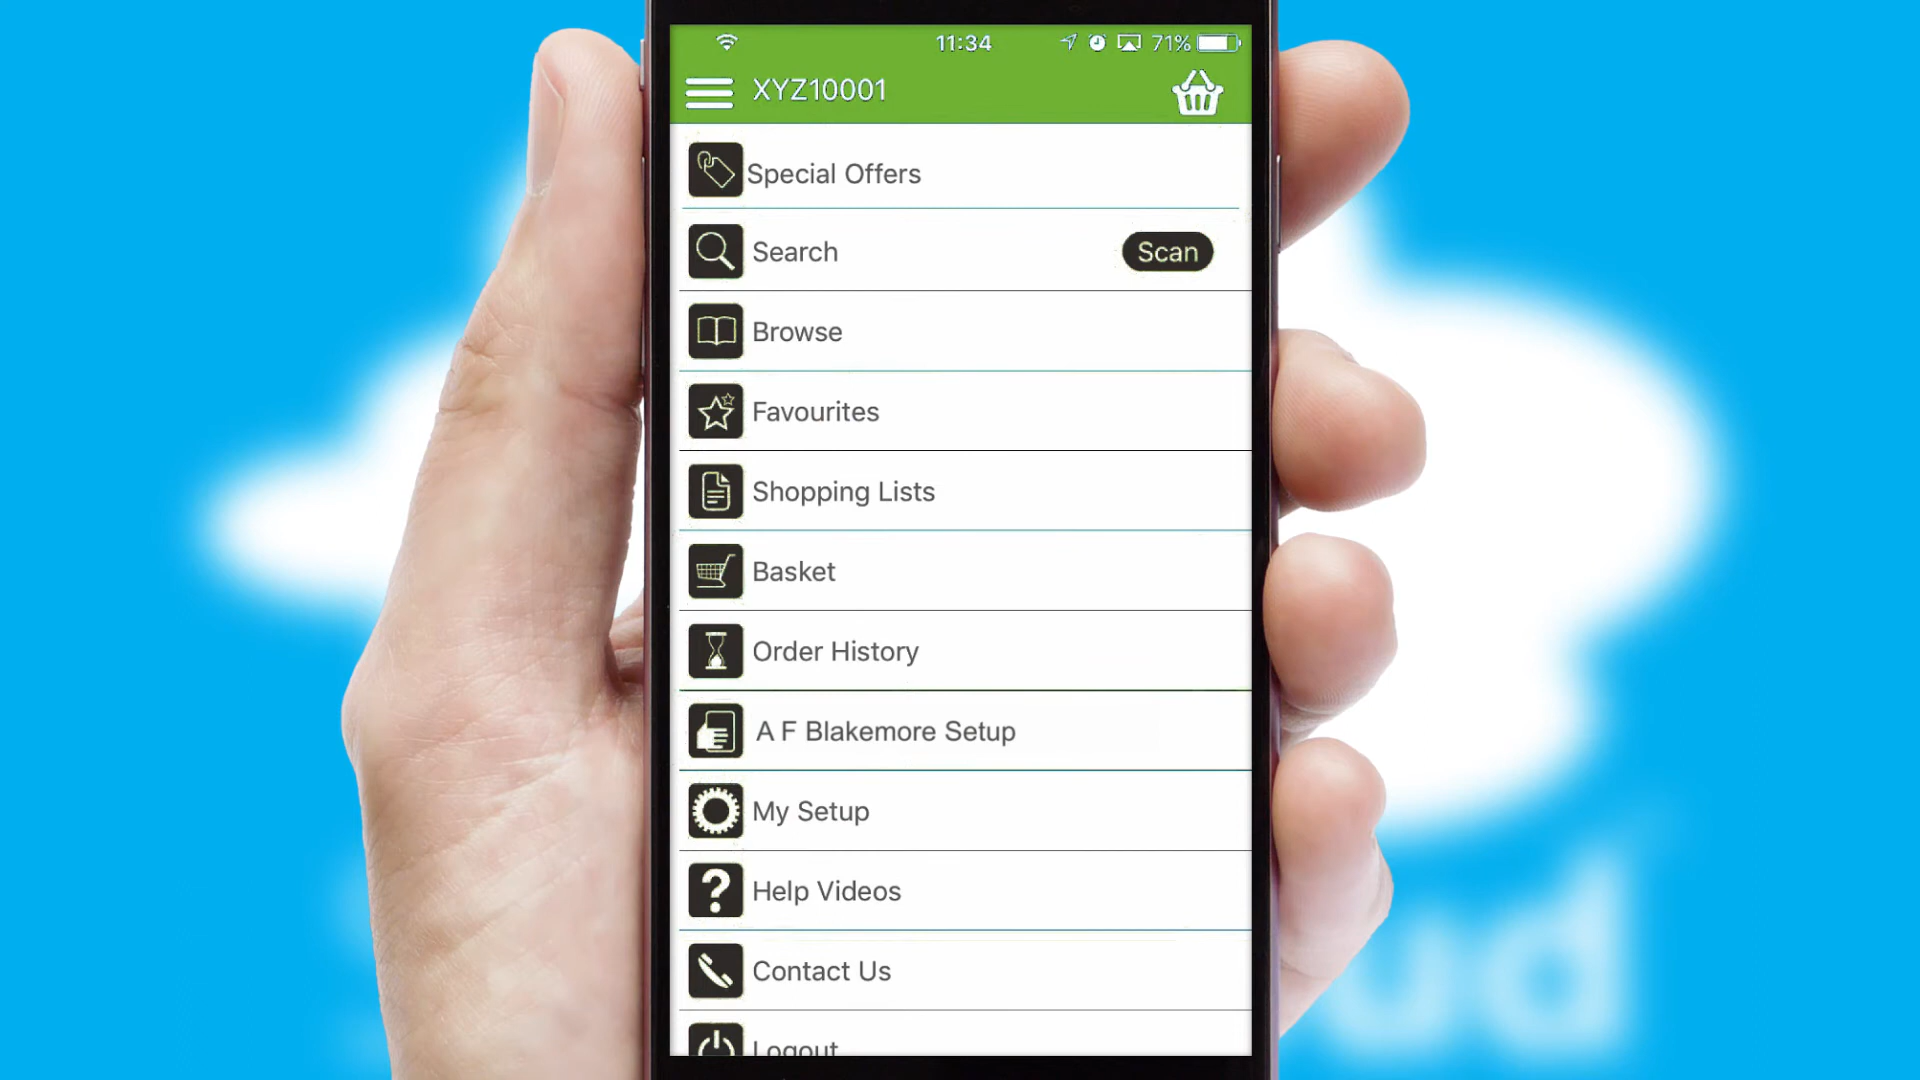 11:34 71%
XYZ10001
Special Offers
Search Scan
Browse
Favourites
Shopping Lists
Basket
Order History
A F Blakemore Setup
My Setup
Help Videos
Contact Us
Logout
ud